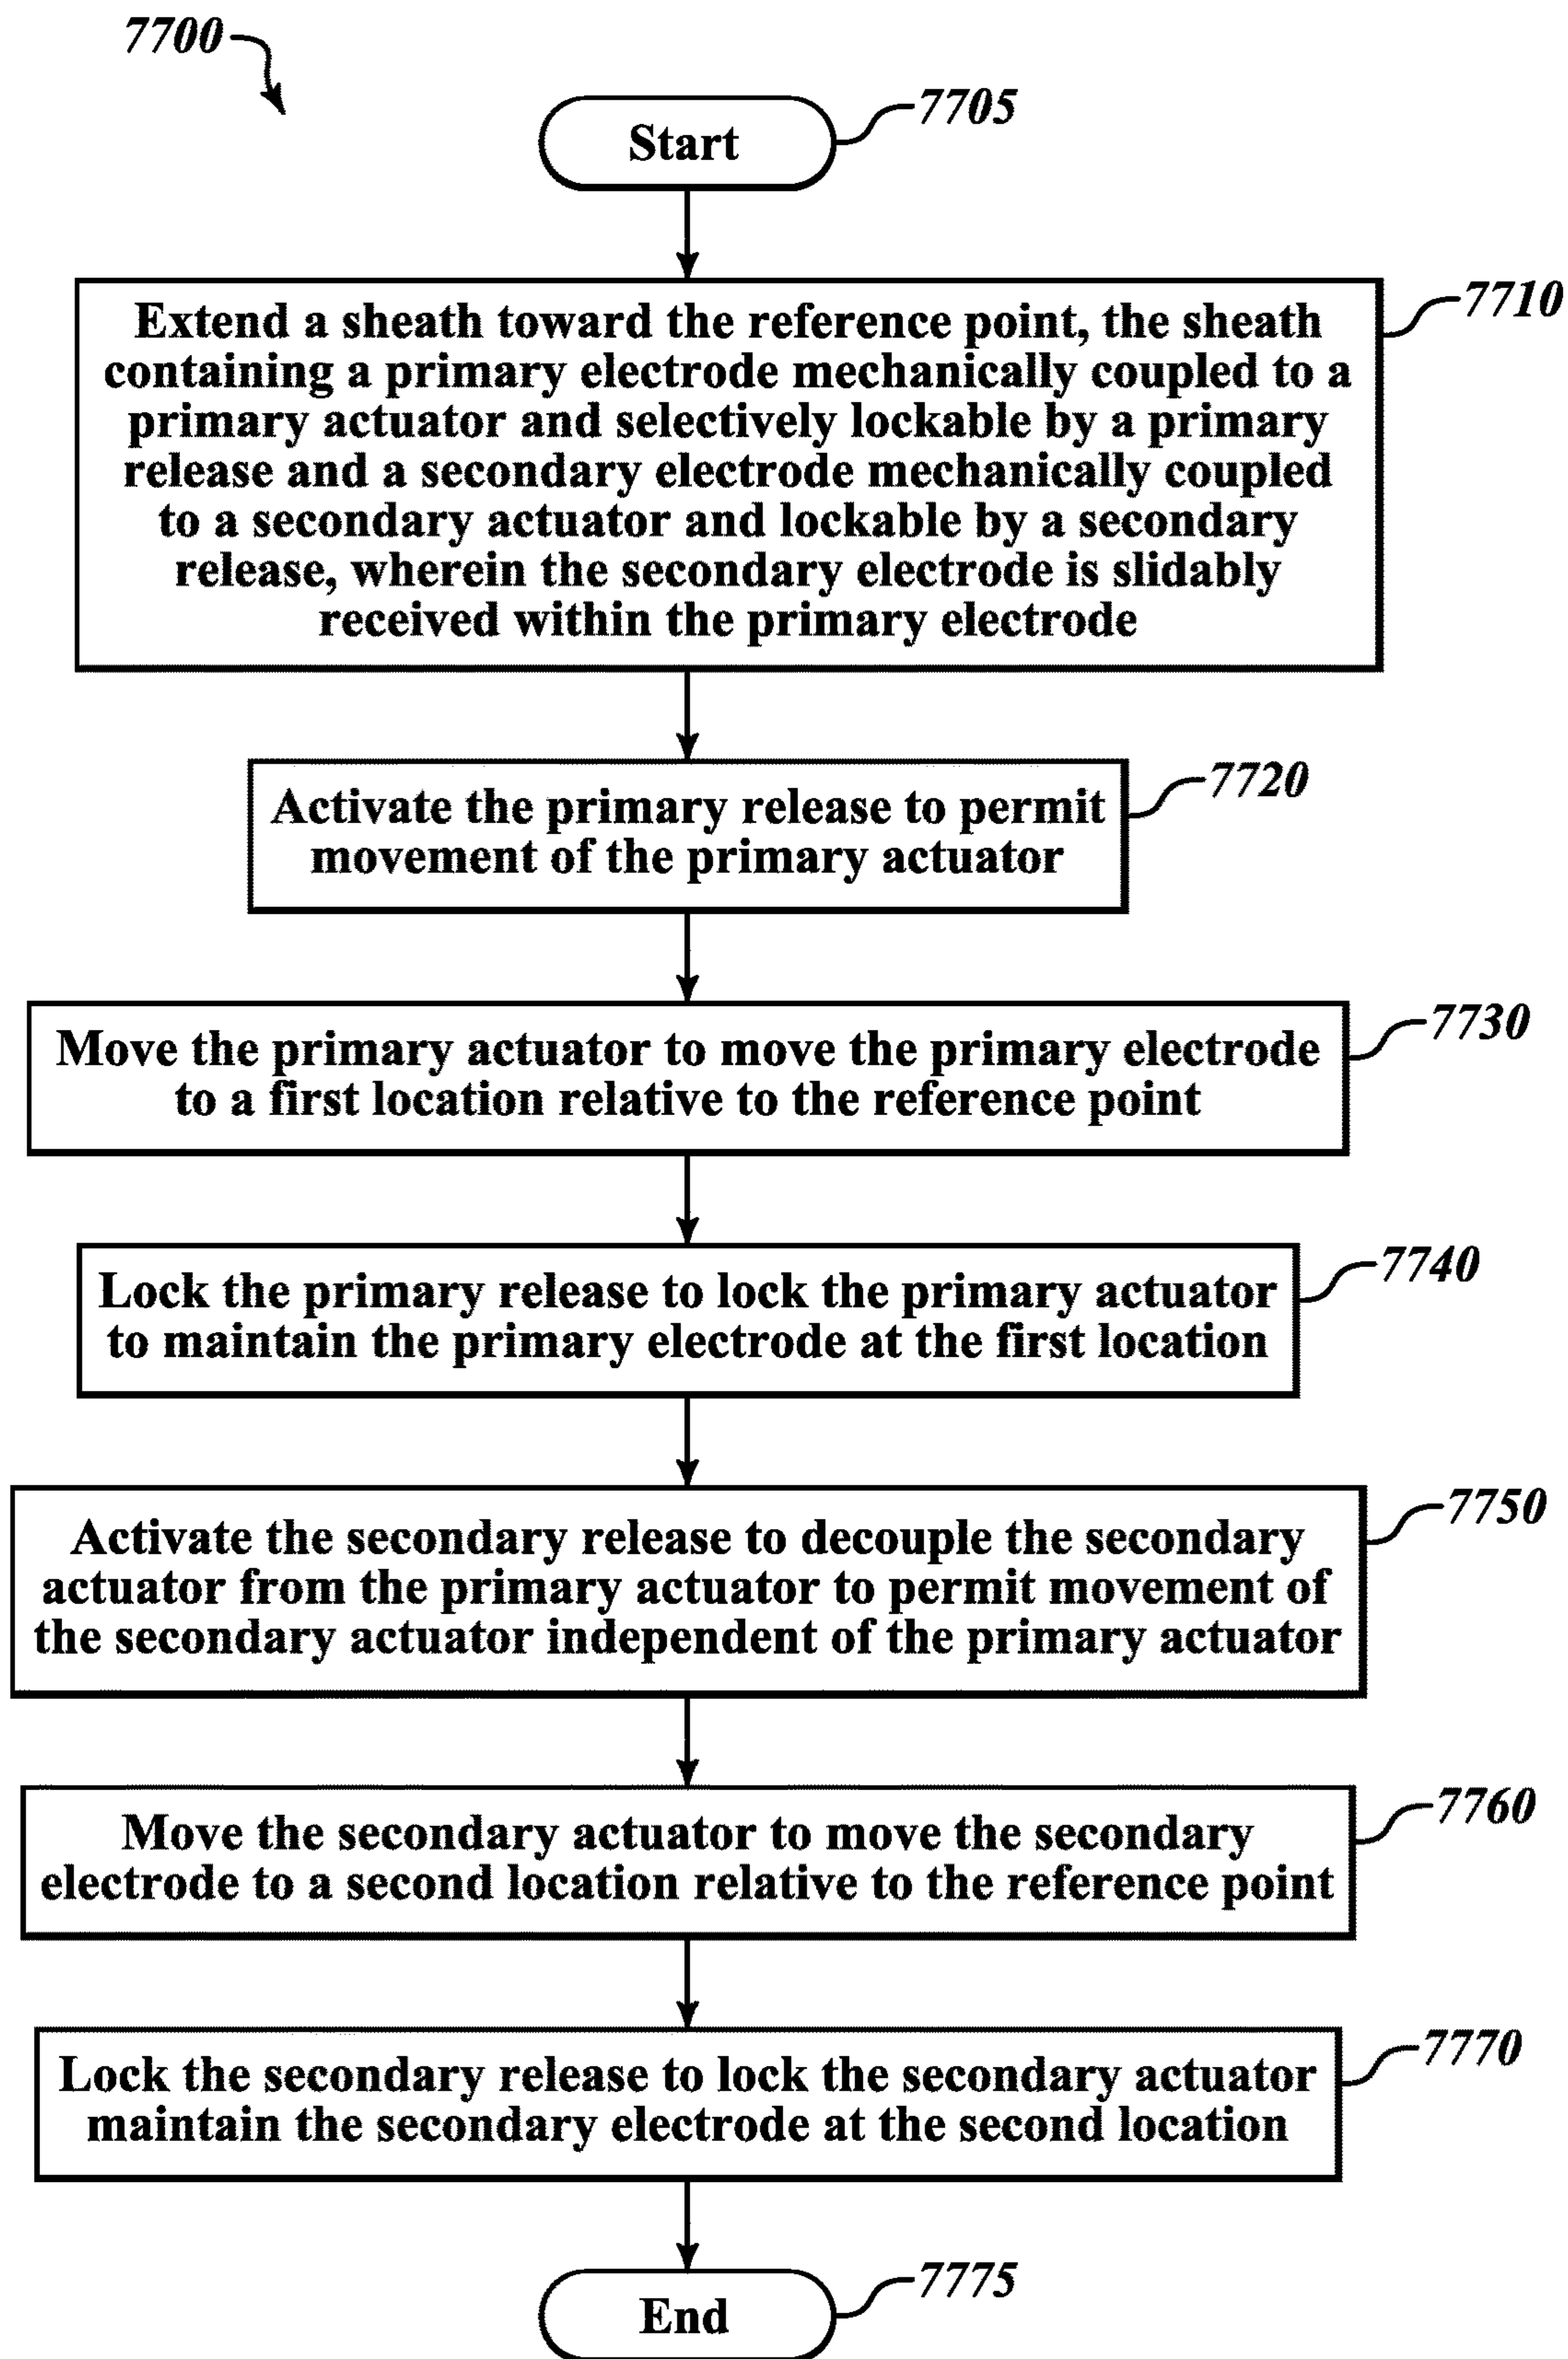 7700
7705
Start
7710
Extend a sheath toward the reference point, the sheath
containing a primary electrode mechanically coupled to a
primary actuator and selectively lockable by a primary
release and a secondary electrode mechanically coupled
to a secondary actuator and lockable by a secondary
release, wherein the secondary electrode is slidably
received within the primary electrode
7720
Activate the primary release to permit
movement of the primary actuator
7730
Move the primary actuator to move the primary electrode
to a first location relative to the reference point
7740
Lock the primary release to lock the primary actuator
to maintain the primary electrode at the first location
7750
Activate the secondary release to decouple the secondary
actuator from the primary actuator to permit movement of
the secondary actuator independent of the primary actuator
7760
Move the secondary actuator to move the secondary
electrode to a second location relative to the reference point
7770
Lock the secondary release to lock the secondary actuator
maintain the secondary electrode at the second location
7775
End